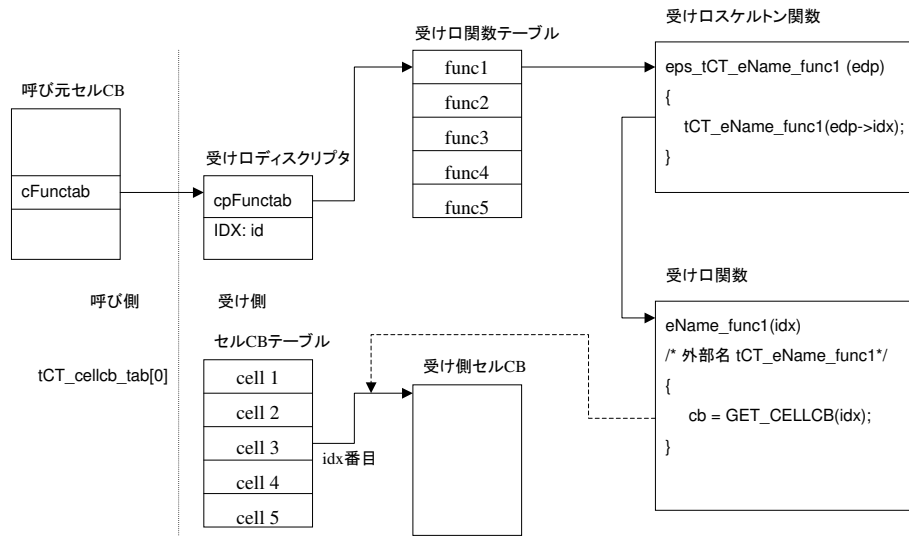 呼び元セルCB
cFunctab
受け口ディスクリプタ
cpFunctab
IDX: id
受け口関数テーブル
func1
func2
func3
func4
func5
受け口スケルトン関数
eps_tCT_eName_func1 (edp)
{
tCT_eName_func1(edp->idx);
}
呼び側
受け側
tCT_cellcb_tab[0]
セルCBテーブル
cell 1
cell 2
cell 3
cell 4
cell 5
idx番目
受け側セルCB
受け口関数
eName_func1(idx)
/* 外部名 tCT_eName_func1*/
{
cb = GET_CELLCB(idx);
}